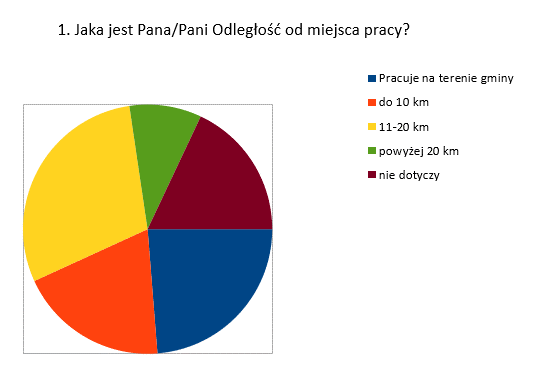 1. Jaka jest Pana/Pani Odległość od miejsca pracy?
Pracuje na terenie gminy
do 10 km
11-20 km
powyżej 20 km
nie dotyczy